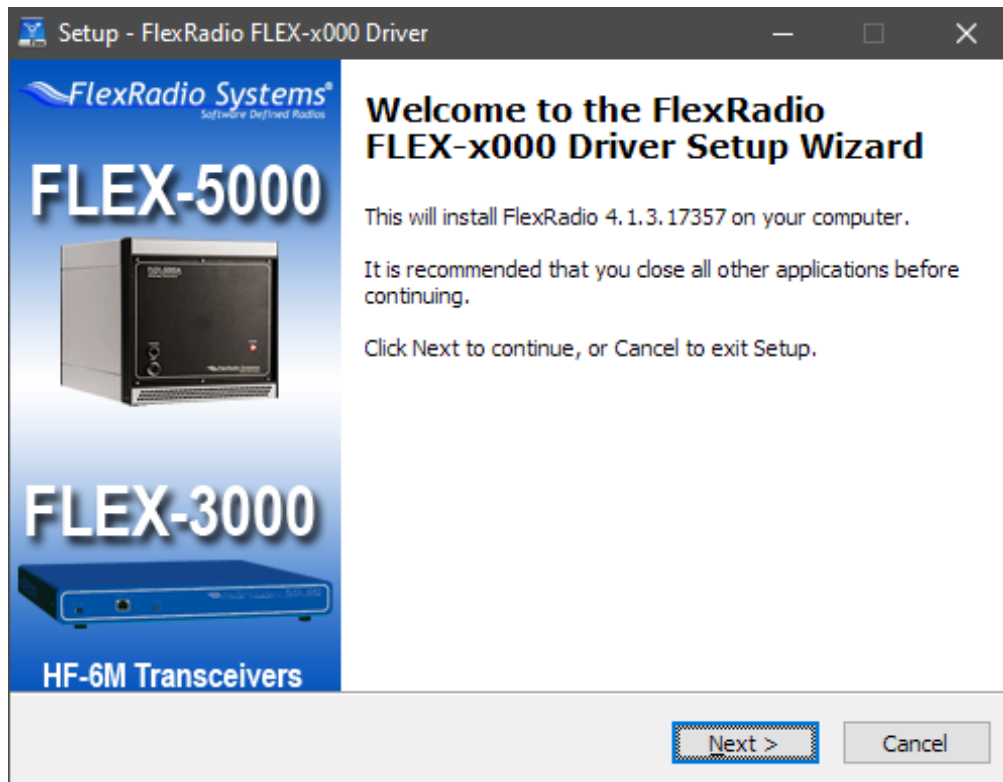 Setup - FlexRadio FLEX-x000 Driver
FlexRadio Systems®
Software Defined Radios
FLEX-5000
FLEX-3000
HF-6M Transceivers
Welcome to the FlexRadio
FLEX-x000 Driver Setup Wizard
This will install FlexRadio 4.1.3.17357 on your computer.
It is recommended that you close all other applications before
continuing.
Click Next to continue, or Cancel to exit Setup.
Next >
Cancel